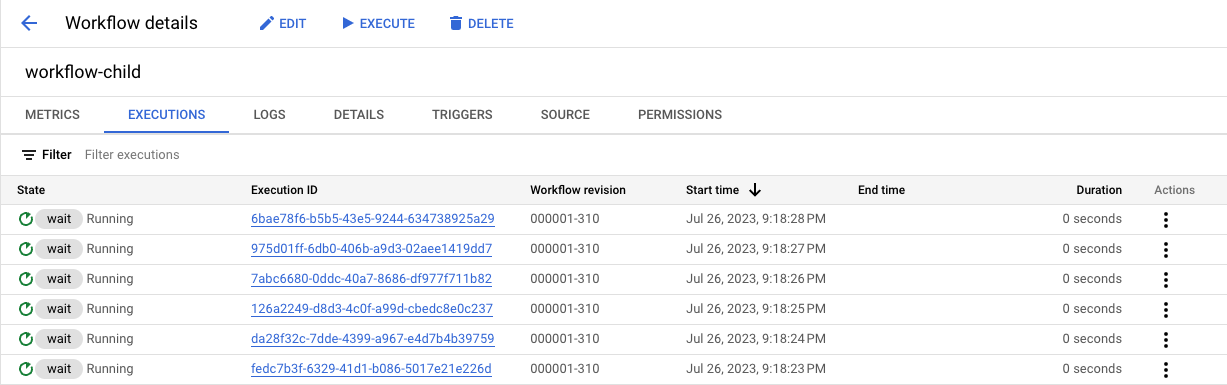 Workflow details EDIT EXECUTE DELETE
workflow-child
METRICS EXECUTIONS LOGS DETAILS TRIGGERS SOURCE PERMISSIONS
Filter Filter executions
State Execution ID Workflow revision Start time End time Duration Actions
wait Running 6bae78f6-b5b5-43e5-9244-634738925a29 000001-310 Jul 26, 2023, 9:18:28 PM 0 seconds
wait Running 975d01ff-6db0-406b-a9d3-02aee1419dd7 000001-310 Jul 26, 2023, 9:18:27 PM 0 seconds
wait Running 7abc6680-0ddc-40a7-8686-df977f711b82 000001-310 Jul 26, 2023, 9:18:26 PM 0 seconds
wait Running 126a2249-d8d3-4c0f-a99d-cbedc8e0c237 000001-310 Jul 26, 2023, 9:18:25 PM 0 seconds
wait Running da28f32c-7dde-4399-a967-e4d7b4b39759 000001-310 Jul 26, 2023, 9:18:24 PM 0 seconds
wait Running fedc7b3f-6329-41d1-b086-5017e21e226d 000001-310 Jul 26, 2023, 9:18:23 PM 0 seconds